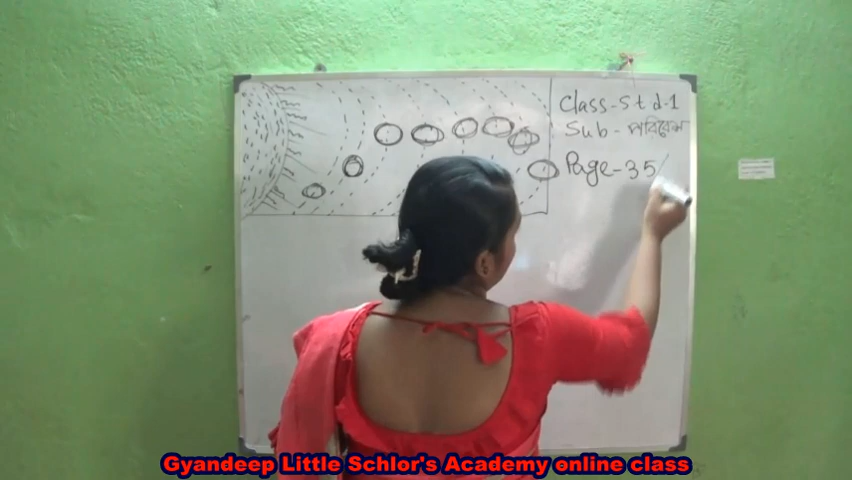 Class-Std-1
Sub - পরিবেশ
Page-35/
Gyandeep Little Schlor's Academy online class